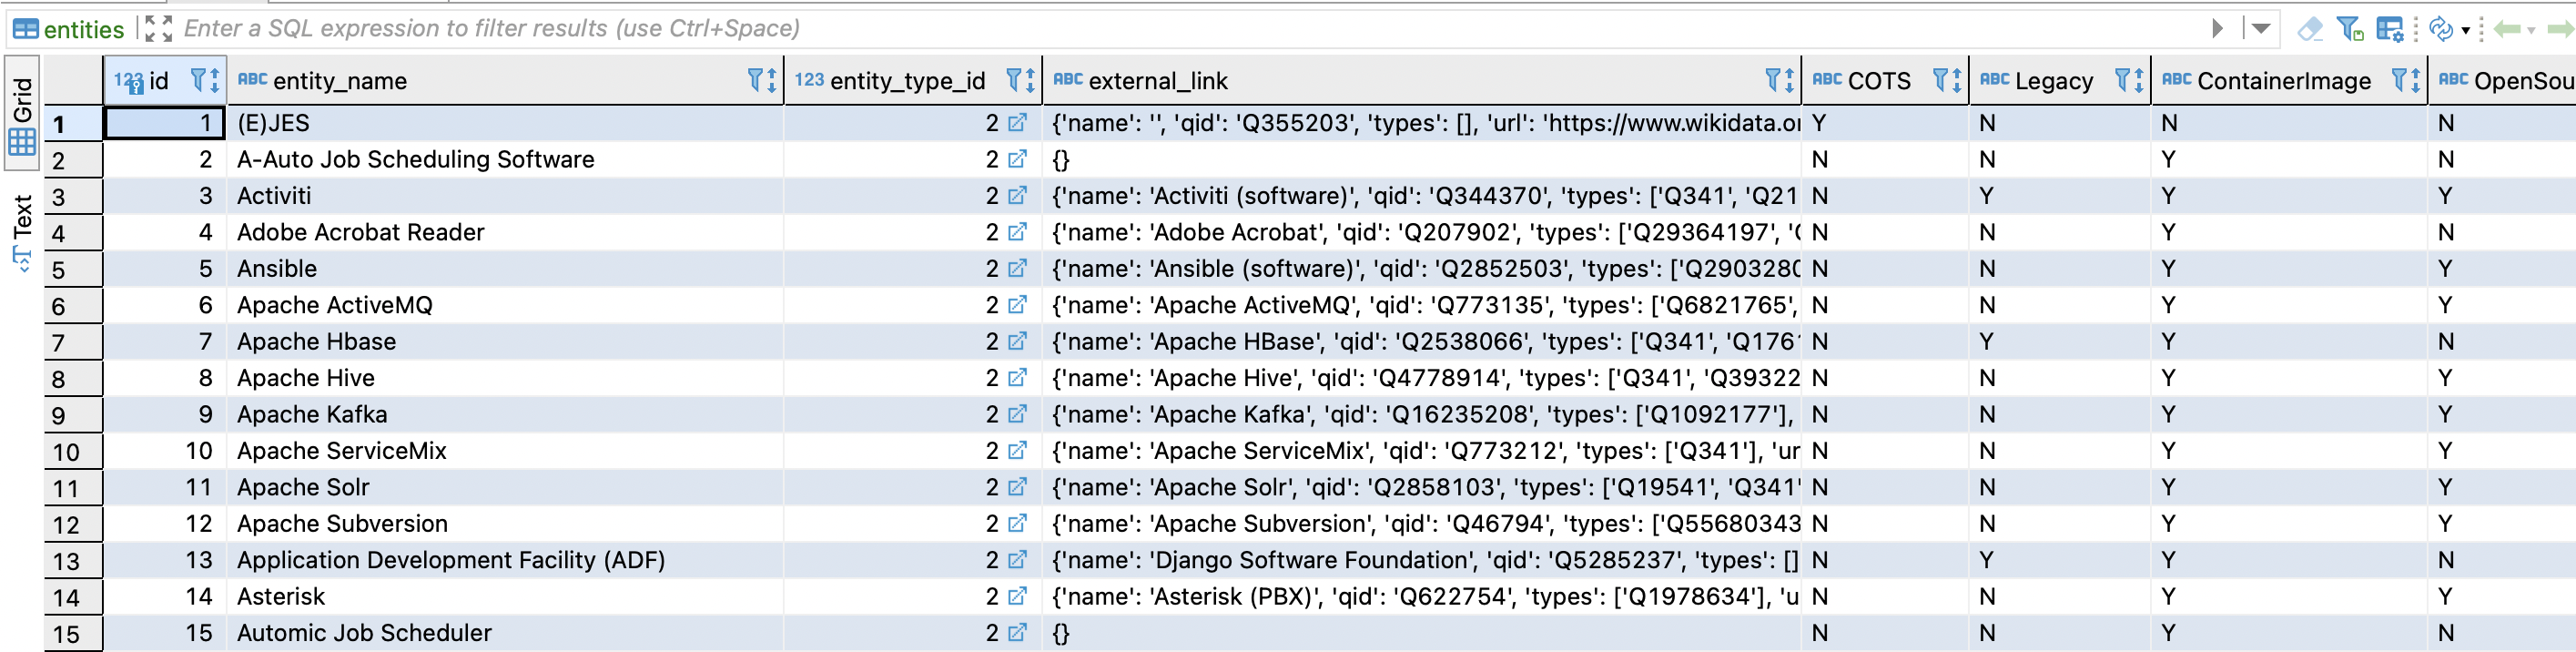 entities Enter a SQL expression to filter results (use Ctrl+Space)
Grid
Text
123 id ABC entity_name 123 entity_type_id ABC external_link ABC COTS ABC Legacy ABC ContainerImage ABC OpenSou
1 1 (E)JES 2 {'name': '', 'qid': 'Q355203', 'types': [], 'url': 'https://www.wikidata.or Y N N N
2 2 A-Auto Job Scheduling Software 2 {} N N Y N
3 3 Activiti 2 {'name': 'Activiti (software)', 'qid': 'Q344370', 'types': ['Q341', 'Q21 N Y Y Y
4 4 Adobe Acrobat Reader 2 {'name': 'Adobe Acrobat', 'qid': 'Q207902', 'types': ['Q29364197', ' N N Y N
5 5 Ansible 2 {'name': 'Ansible (software)', 'qid': 'Q2852503', 'types': ['Q2903280 N N Y Y
6 6 Apache ActiveMQ 2 {'name': 'Apache ActiveMQ', 'qid': 'Q773135', 'types': ['Q6821765', N N Y Y
7 7 Apache Hbase 2 {'name': 'Apache HBase', 'qid': 'Q2538066', 'types': ['Q341', 'Q176 N Y Y N
8 8 Apache Hive 2 {'name': 'Apache Hive', 'qid': 'Q4778914', 'types': ['Q341', 'Q39322 N N Y Y
9 9 Apache Kafka 2 {'name': 'Apache Kafka', 'qid': 'Q16235208', 'types': ['Q1092177'], N N Y Y
10 10 Apache ServiceMix 2 {'name': 'Apache ServiceMix', 'qid': 'Q773212', 'types': ['Q341'], 'ur N N Y Y
11 11 Apache Solr 2 {'name': 'Apache Solr', 'qid': 'Q2858103', 'types': ['Q19541', 'Q341' N N Y Y
12 12 Apache Subversion 2 {'name': 'Apache Subversion', 'qid': 'Q46794', 'types': ['Q55680343 N N Y Y
13 13 Application Development Facility (ADF) 2 {'name': 'Django Software Foundation', 'qid': 'Q5285237', 'types': [] N Y Y N
14 14 Asterisk 2 {'name': 'Asterisk (PBX)', 'qid': 'Q622754', 'types': ['Q1978634'], 'u N N Y Y
15 15 Automic Job Scheduler 2 {} N N Y N